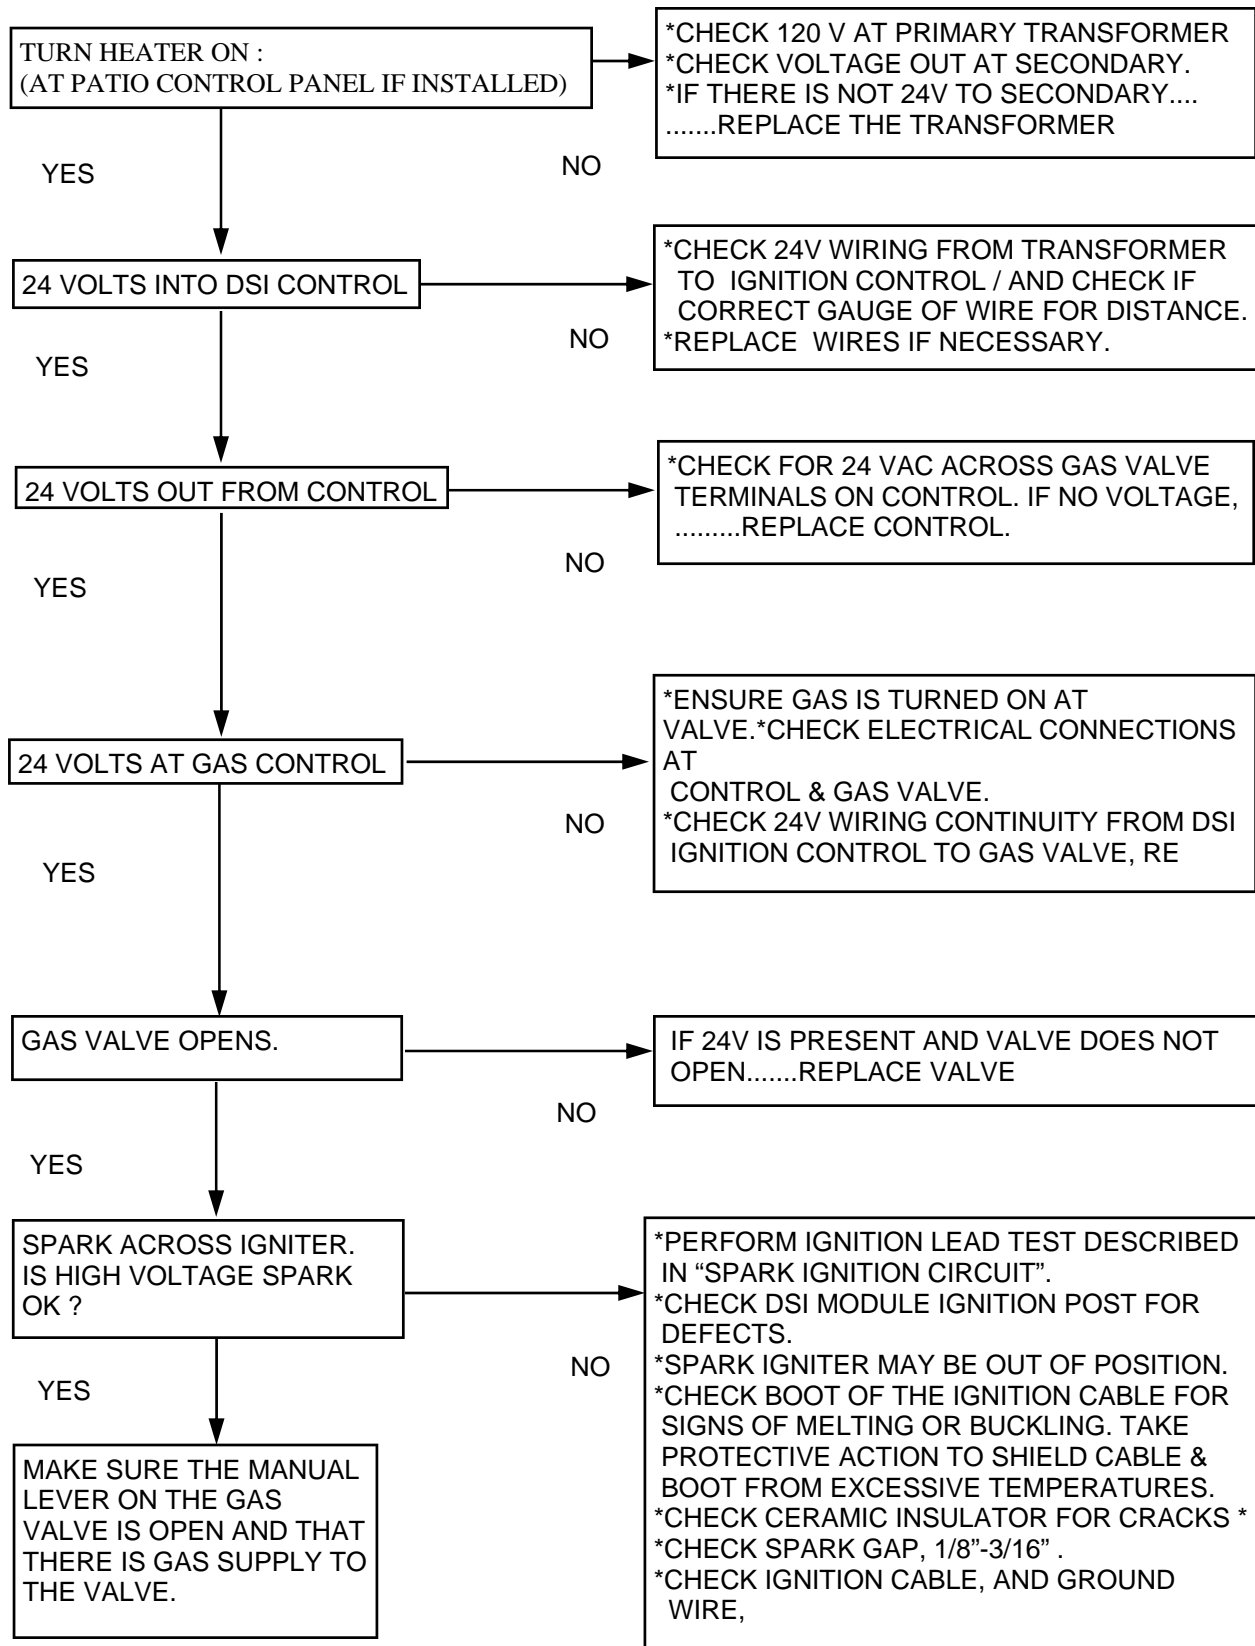 TURN HEATER ON :
(AT PATIO CONTROL PANEL IF INSTALLED)
*CHECK 120 V AT PRIMARY TRANSFORMER
*CHECK VOLTAGE OUT AT SECONDARY.
*IF THERE IS NOT 24V TO SECONDARY....
.......REPLACE THE TRANSFORMER
YES
NO
24 VOLTS INTO DSI CONTROL
*CHECK 24V WIRING FROM TRANSFORMER
TO IGNITION CONTROL / AND CHECK IF
CORRECT GAUGE OF WIRE FOR DISTANCE.
*REPLACE WIRES IF NECESSARY.
YES
NO
24 VOLTS OUT FROM CONTROL
*CHECK FOR 24 VAC ACROSS GAS VALVE
TERMINALS ON CONTROL. IF NO VOLTAGE,
.........REPLACE CONTROL.
YES
NO
24 VOLTS AT GAS CONTROL
*ENSURE GAS IS TURNED ON AT
VALVE.*CHECK ELECTRICAL CONNECTIONS
AT
CONTROL & GAS VALVE.
*CHECK 24V WIRING CONTINUITY FROM DSI
IGNITION CONTROL TO GAS VALVE, RE
YES
NO
GAS VALVE OPENS.
IF 24V IS PRESENT AND VALVE DOES NOT
OPEN.......REPLACE VALVE
YES
NO
SPARK ACROSS IGNITER.
IS HIGH VOLTAGE SPARK
OK ?
*PERFORM IGNITION LEAD TEST DESCRIBED
IN “SPARK IGNITION CIRCUIT”.
*CHECK DSI MODULE IGNITION POST FOR
DEFECTS.
*SPARK IGNITER MAY BE OUT OF POSITION.
*CHECK BOOT OF THE IGNITION CABLE FOR
SIGNS OF MELTING OR BUCKLING. TAKE
PROTECTIVE ACTION TO SHIELD CABLE &
BOOT FROM EXCESSIVE TEMPERATURES.
*CHECK CERAMIC INSULATOR FOR CRACKS *
*CHECK SPARK GAP, 1/8”-3/16” .
*CHECK IGNITION CABLE, AND GROUND
WIRE,
YES
NO
MAKE SURE THE MANUAL
LEVER ON THE GAS
VALVE IS OPEN AND THAT
THERE IS GAS SUPPLY TO
THE VALVE.